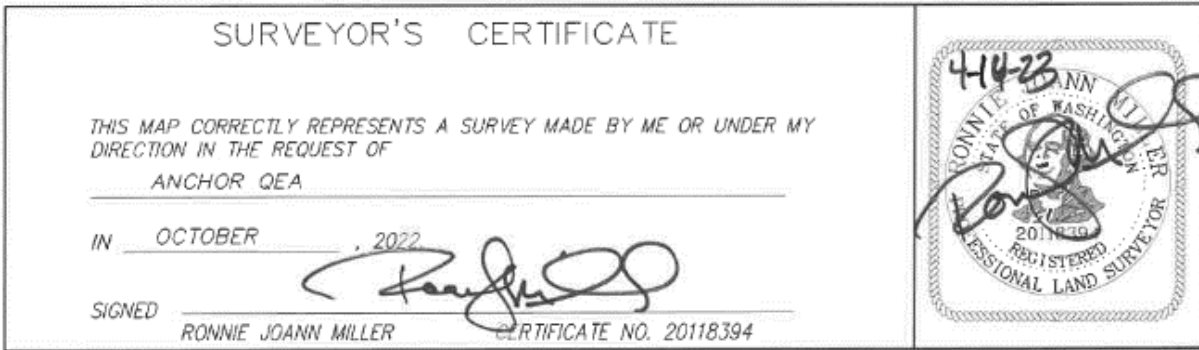 SURVEYOR'S CERTIFICATE
THIS MAP CORRECTLY REPRESENTS A SURVEY MADE BY ME OR UNDER MY
DIRECTION IN THE REQUEST OF
ANCHOR QEA
IN OCTOBER , 2022
SIGNED
RONNIE JOANN MILLER CERTIFICATE NO. 20118394
4-14-23
RONNIE JOANN MILLER
STATE OF WASHINGTON
REGISTERED
PROFESSIONAL LAND SURVEYOR